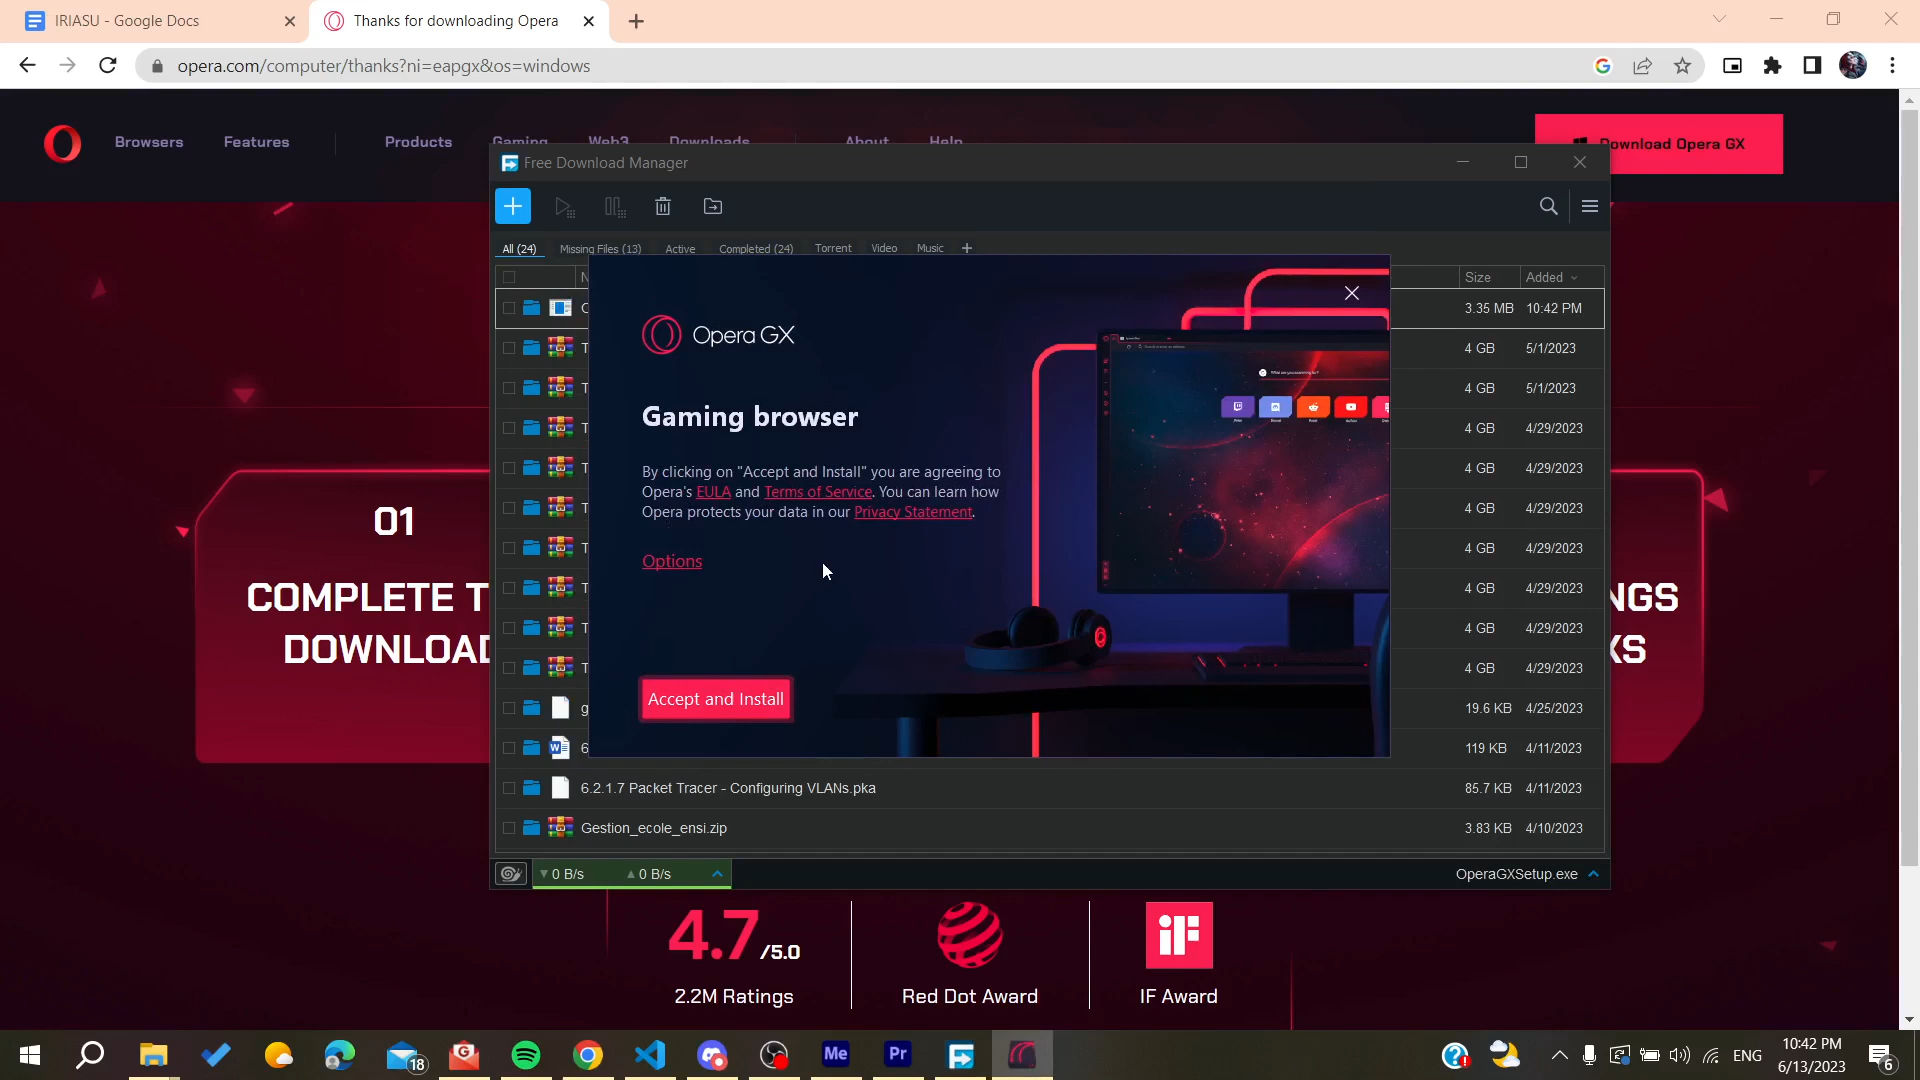 IRIASU - Google Docs
Thanks for downloading Opera
opera.com/computer/thanks?ni=eapgx&os=windows
Browsers
Features
Products
Gaming
Web3
Downloads
About
Help
Download Opera GX
Free Download Manager
All (24)
Missing Files (13)
Active
Completed (24)
Torrent
Video
Music
Size
Added
3.35 MB 10:42 PM
4 GB 5/1/2023
4 GB 5/1/2023
4 GB 4/29/2023
4 GB 4/29/2023
4 GB 4/29/2023
4 GB 4/29/2023
4 GB 4/29/2023
4 GB 4/29/2023
4 GB 4/29/2023
19.6 KB 4/25/2023
119 KB 4/11/2023
6.2.1.7 Packet Tracer - Configuring VLANs.pka
85.7 KB 4/11/2023
Gestion_ecole_ensi.zip
3.83 KB 4/10/2023
Opera GX
Gaming browser
By clicking on "Accept and Install" you are agreeing to
Opera's EULA and Terms of Service. You can learn how
Opera protects your data in our Privacy Statement.
Options
Accept and Install
0 B/s
0 B/s
OperaGXSetup.exe
01
COMPLETE T
DOWNLOAD
NGS
KS
4.7/5.0
2.2M Ratings
Red Dot Award
IF Award
18
Me
Pr
ENG
10:42 PM
6/13/2023
6